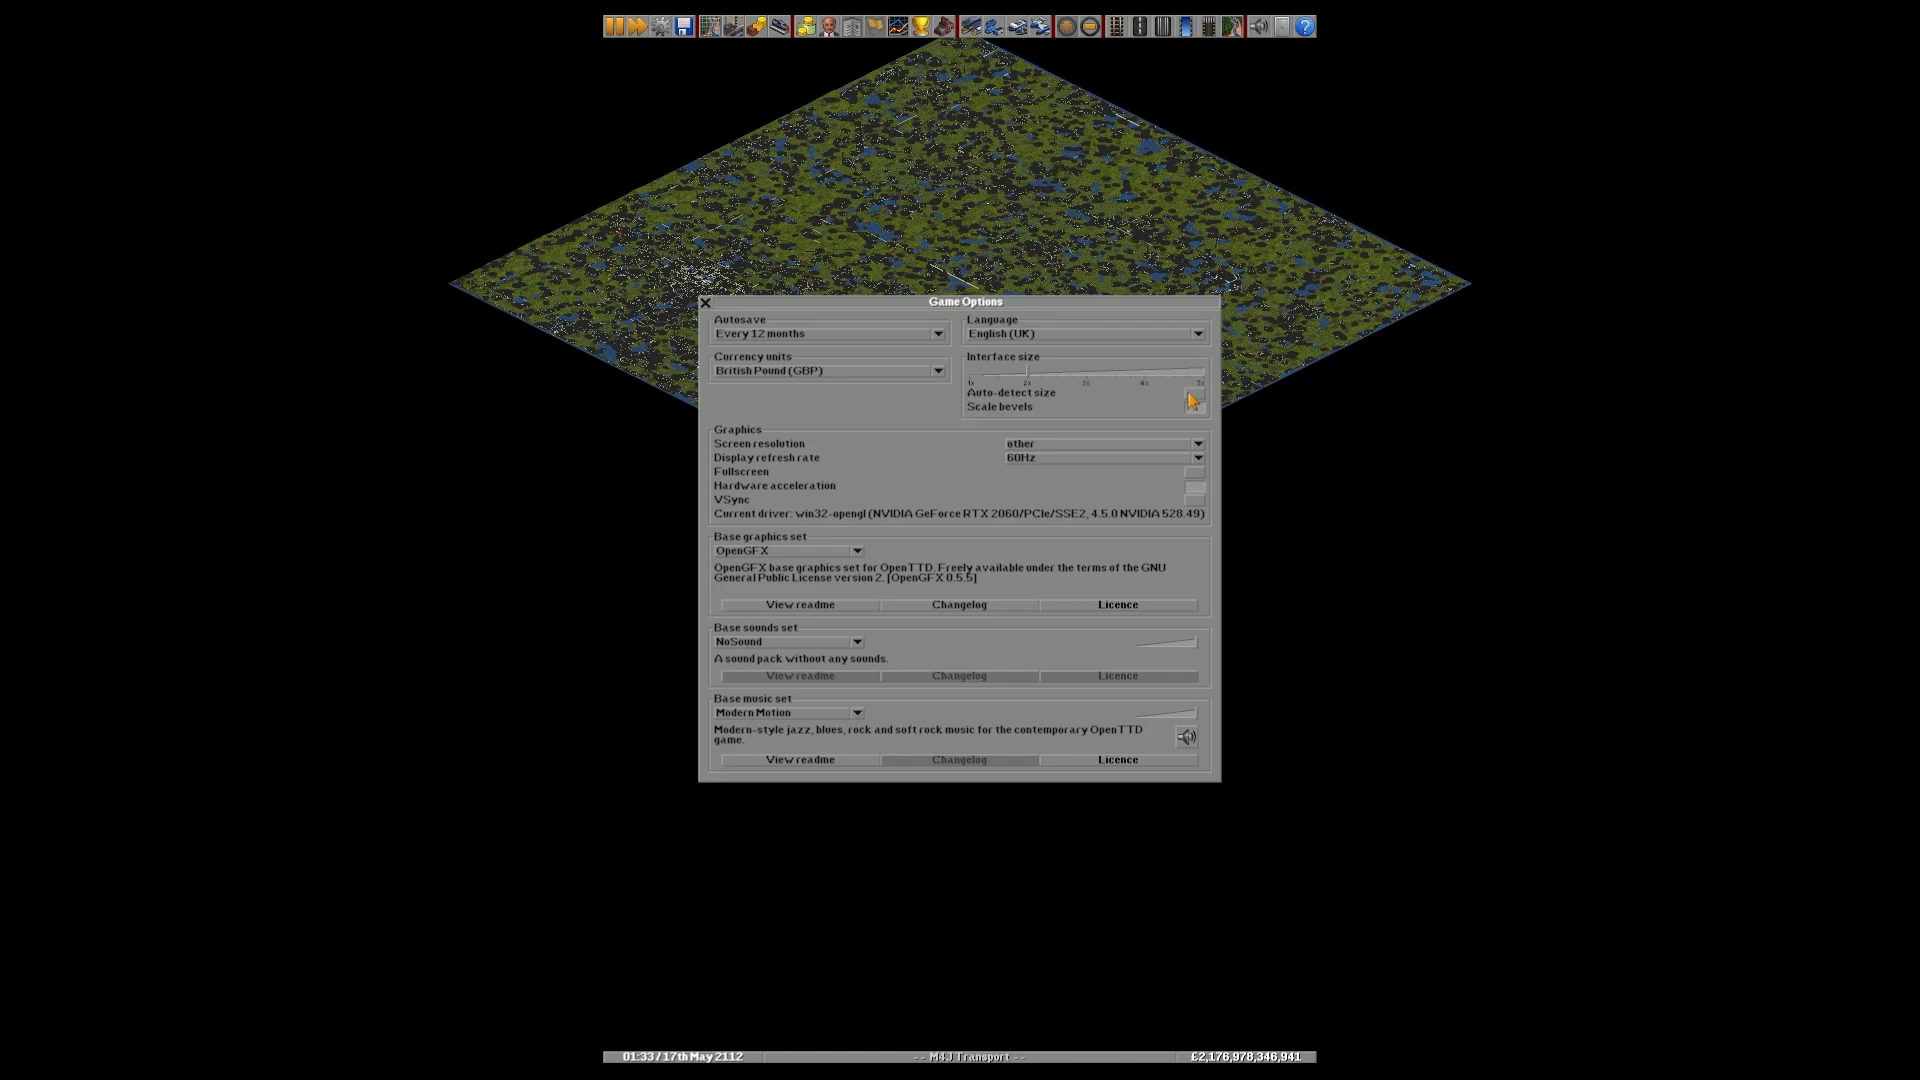 Game Options
Autosave
Every 12 months
Language
English (UK)
Currency units
British Pound (GBP)
Interface size
1x 2x 3x 4x 5x
Auto-detect size
Scale bevels
Graphics
Screen resolution other
Display refresh rate 60Hz
Fullscreen
Hardware acceleration
VSync
Current driver: win32-opengl (NVIDIA GeForce RTX 2060/PCIe/SSE2, 4.5.0 NVIDIA 528.49)
Base graphics set
OpenGFX
OpenGFX base graphics set for OpenTTD. Freely available under the terms of the GNU
General Public License version 2. [OpenGFX 0.5.5]
View readme Changelog Licence
Base sounds set
NoSound
A sound pack without any sounds.
View readme Changelog Licence
Base music set
Modern Motion
Modern-style jazz, blues, rock and soft rock music for the contemporary OpenTTD
game.
View readme Changelog Licence
01:33 / 17th May 2112 -- M4J Transport -- £2,176,978,346,941